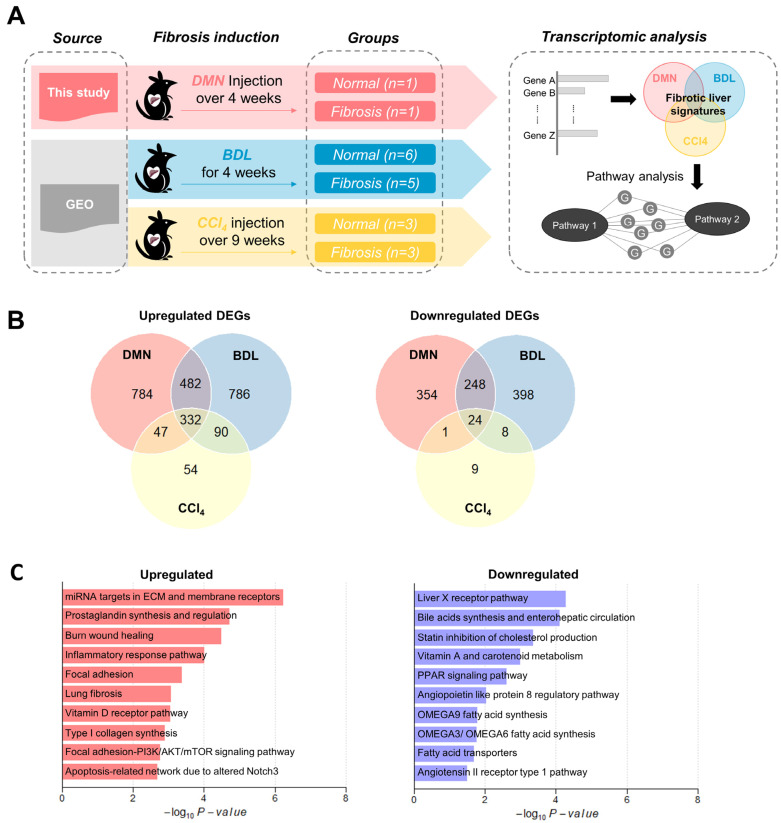 A
Source
Fibrosis induction
Groups
Transcriptomic analysis
This study
DMN Injection
over 4 weeks
Normal (n=1)
Fibrosis (n=1)
GEO
BDL
for 4 weeks
Normal (n=6)
Fibrosis (n=5)
CCl₄ injection
over 9 weeks
Normal (n=3)
Fibrosis (n=3)
Gene A
Gene B
Gene Z
DMN
BDL
Fibrotic liver
signatures
CCl4
Pathway analysis
Pathway 1
G
G
G
G
G
G
G
G
Pathway 2
B
Upregulated DEGs
DMN
BDL
482
784
786
332
47
90
54
CCl₄
Downregulated DEGs
DMN
BDL
248
354
398
24
1
8
9
CCl₄
C
Upregulated
miRNA targets in ECM and membrane receptors
Prostaglandin synthesis and regulation
Burn wound healing
Inflammatory response pathway
Focal adhesion
Lung fibrosis
Vitamin D receptor pathway
Type I collagen synthesis
Focal adhesion-PI3K/AKT/mTOR signaling pathway
Apoptosis-related network due to altered Notch3
0 2 4 6 8
−log₁₀ P − value
Downregulated
Liver X receptor pathway
Bile acids synthesis and enterohepatic circulation
Statin inhibition of cholesterol production
Vitamin A and carotenoid metabolism
PPAR signaling pathway
Angiopoietin like protein 8 regulatory pathway
OMEGA9 fatty acid synthesis
OMEGA3/ OMEGA6 fatty acid synthesis
Fatty acid transporters
Angiotensin II receptor type 1 pathway
0 2 4 6 8
−log₁₀ P − value